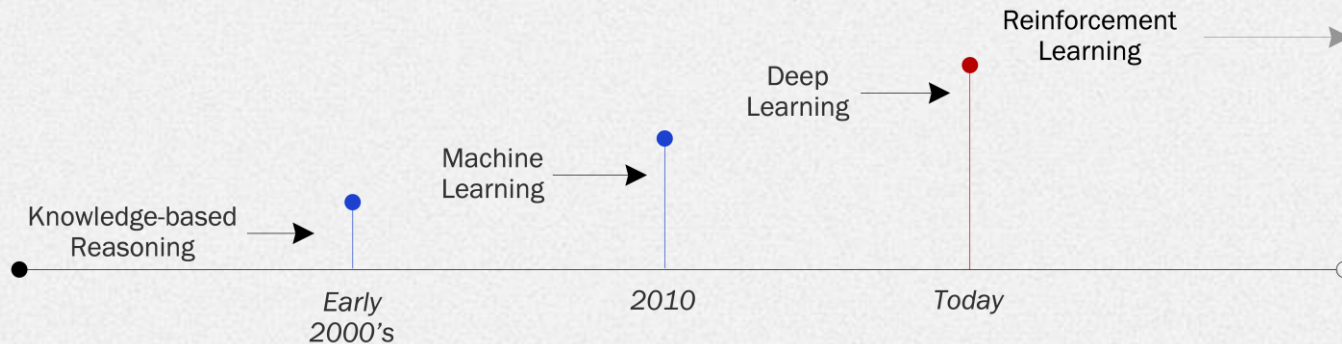 Reinforcement
Learning
Deep
Learning
Machine
Learning
Knowledge-based
Reasoning
Early
2000's
2010
Today